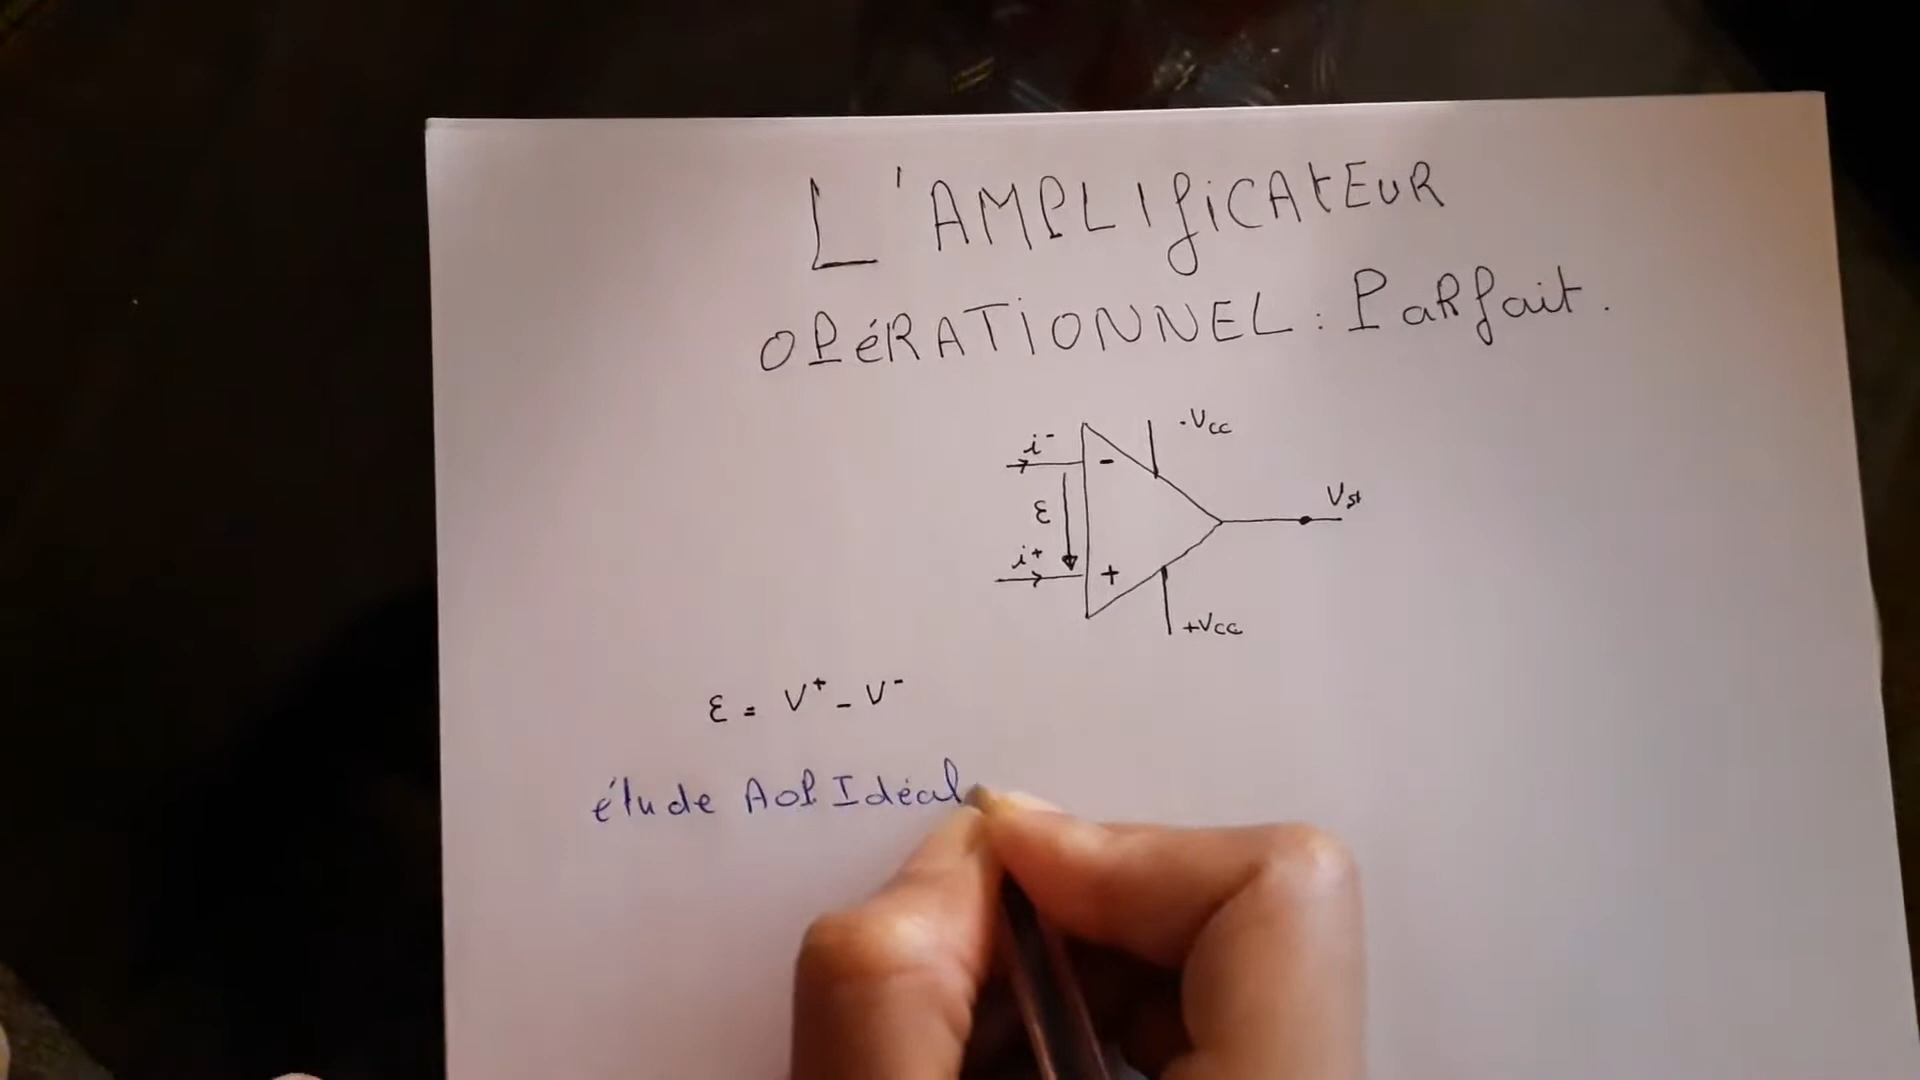 L'AMPLIfiCAtEUR
OPéRATIONNEL : PaRfait.
-Vcc
i-
-
Vst
ε
i+
+
+Vcc
ε = V+ - V-
étude AOP Idéal